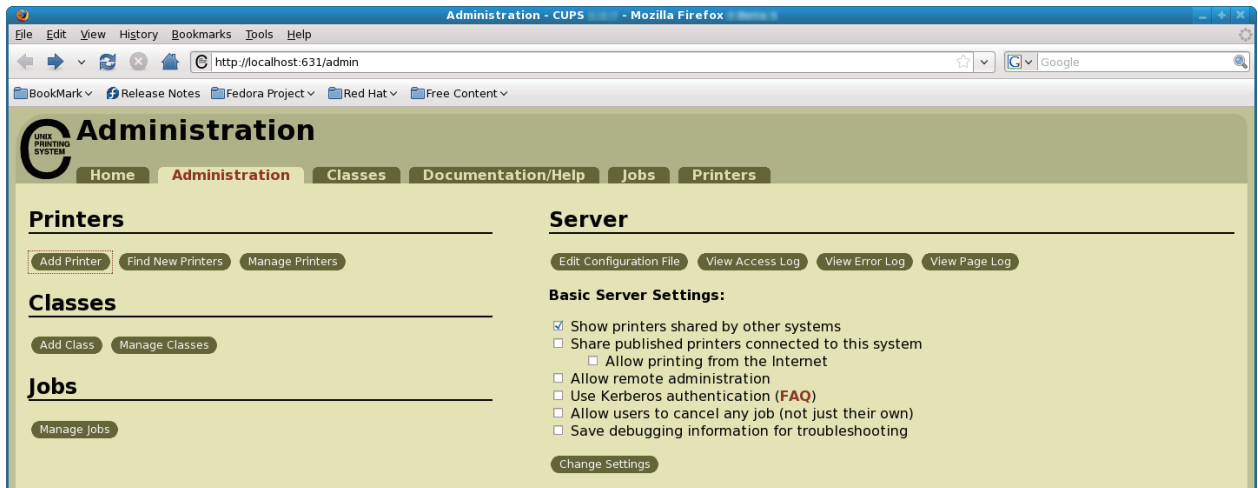 Administration - CUPS - Mozilla Firefox
File Edit View History Bookmarks Tools Help
http://localhost:631/admin
G Google
BookMark Release Notes Fedora Project Red Hat Free Content
UNIX PRINTING SYSTEM
Administration
Home Administration Classes Documentation/Help Jobs Printers
Printers
Add Printer Find New Printers Manage Printers
Classes
Add Class Manage Classes
Jobs
Manage Jobs
Server
Edit Configuration File View Access Log View Error Log View Page Log
Basic Server Settings:
Show printers shared by other systems
Share published printers connected to this system
Allow printing from the Internet
Allow remote administration
Use Kerberos authentication (FAQ)
Allow users to cancel any job (not just their own)
Save debugging information for troubleshooting
Change Settings